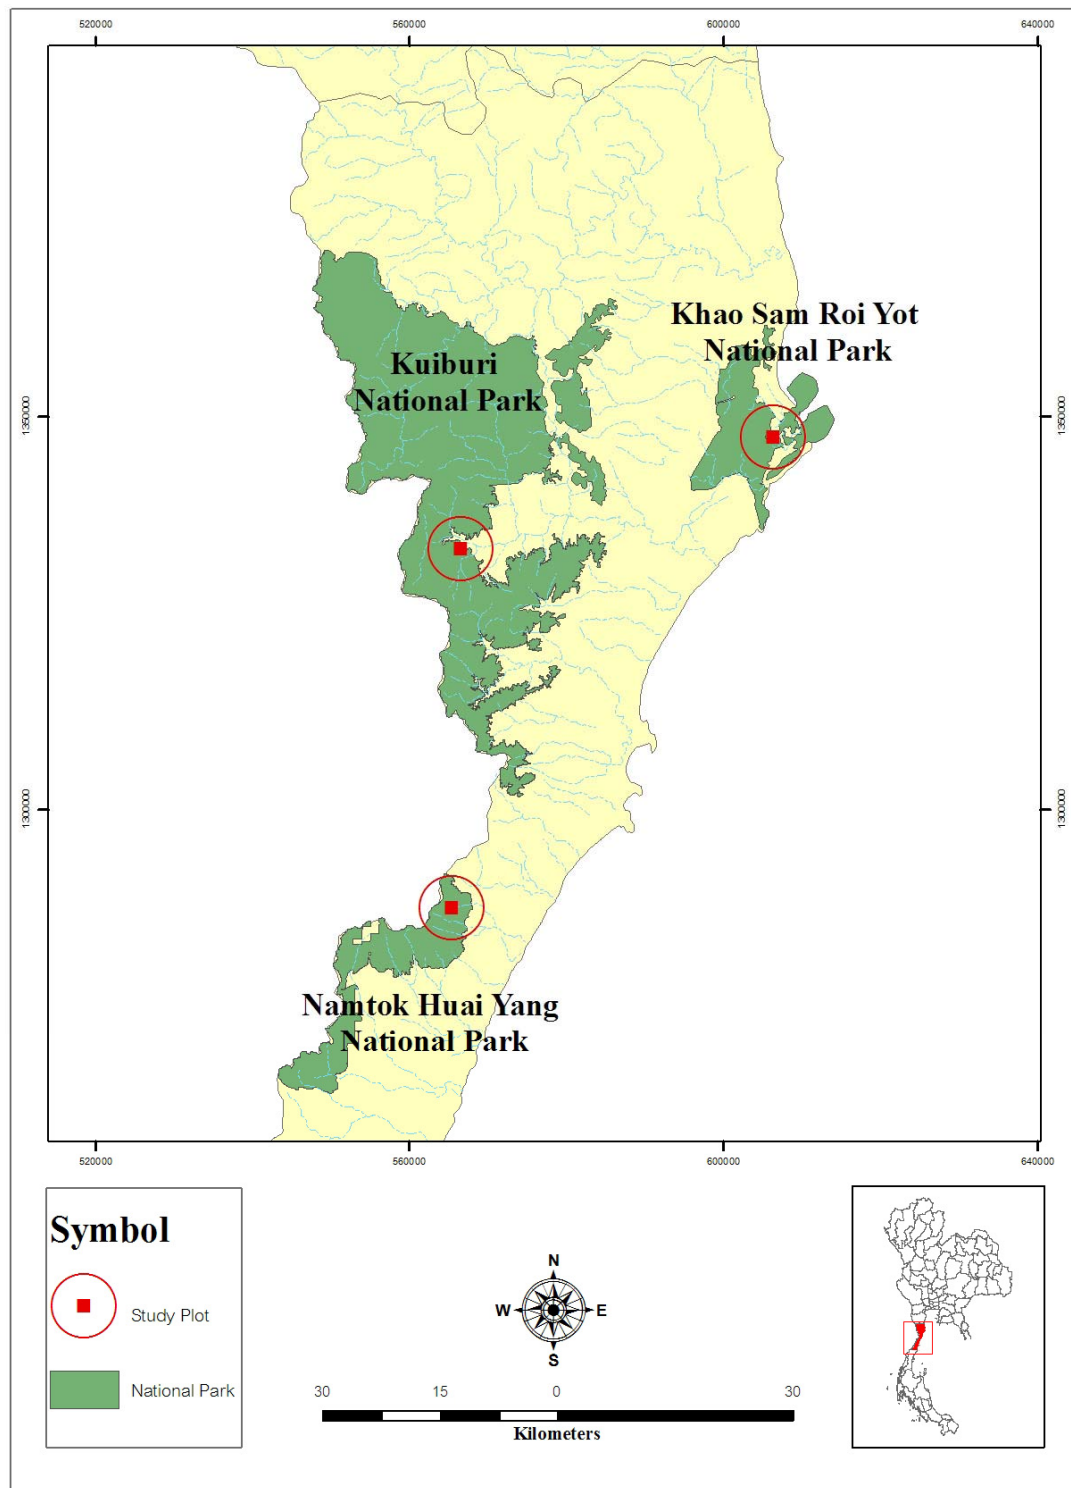 520000 560000 600000 640000
Khao Sam Roi Yot
National Park
Kuiburi
National Park
1350000 1350000
1300000 1300000
Namtok Huai Yang
National Park
520000 560000 600000 640000
Symbol
Study Plot
National Park
N
W E
S
30 15 0 30
Kilometers